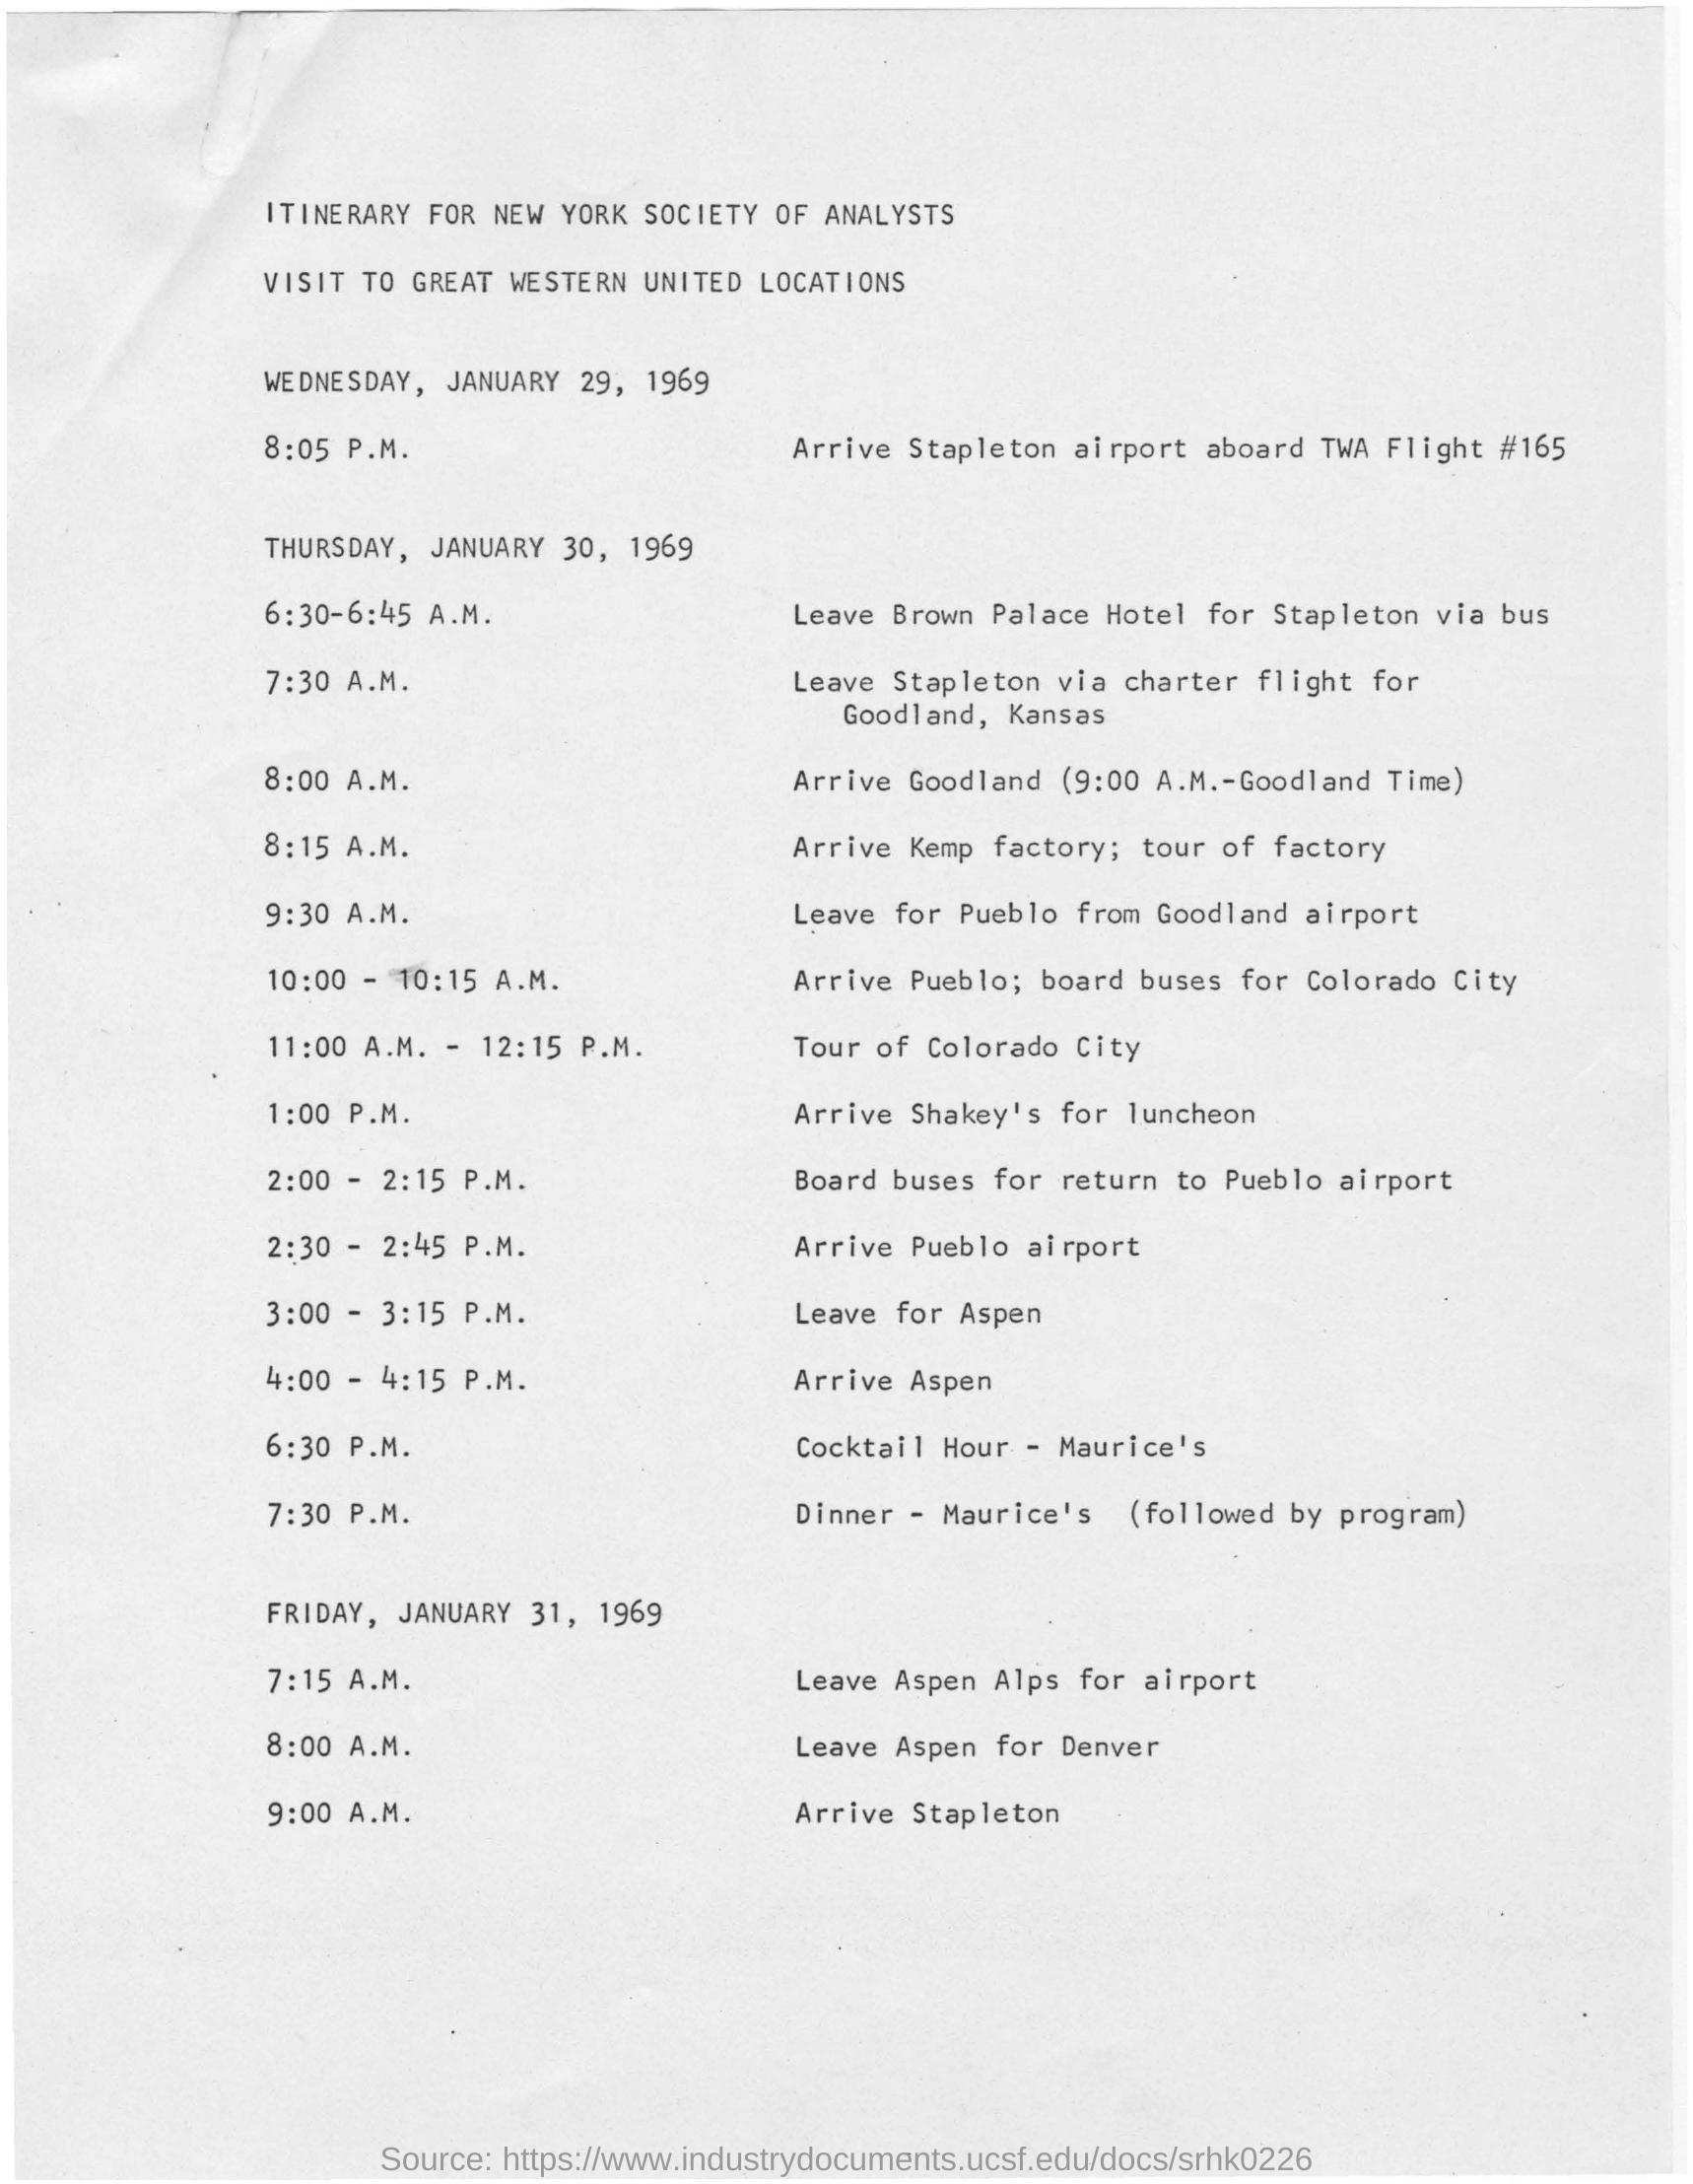 ITINERARY FOR NEW YORK SOCIETY OF ANALYSTS
VISIT TO GREAT WESTERN UNITED LOCATIONS
WEDNESDAY, JANUARY 29, 1969
8:05 P.M. Arrive Stapleton airport aboard TWA Flight #165
THURSDAY, JANUARY 30, 1969
6:30-6:45 A.M. Leave Brown Palace Hotel for Stapleton via bus
7:30 A.M. Leave Stapleton via charter flight for
Goodland, Kansas
8:00 A.M. Arrive Goodland (9:00 A.M.-Goodland Time)
8:15 A.M. Arrive Kemp factory; tour of factory
9:30 A.M. Leave for Pueblo from Goodland airport
10:00 - 10:15 A.M. Arrive Pueblo; board buses for Colorado City
11:00 A.M. - 12:15 P.M. Tour of Colorado City
1:00 P.M. Arrive Shakey's for luncheon
2:00 - 2:15 P.M. Board buses for return to Pueblo airport
2:30 - 2:45 P.M. Arrive Pueblo airport
3:00 - 3:15 P.M. Leave for Aspen
4:00 - 4:15 P.M. Arrive Aspen
6:30 P.M. Cocktail Hour - Maurice's
7:30 P.M. Dinner - Maurice's (followed by program)
FRIDAY, JANUARY 31, 1969
7:15 A.M. Leave Aspen Alps for airport
8:00 A.M. Leave Aspen for Denver
9:00 A.M. Arrive Stapleton
Source: https://www.industrydocuments.ucsf.edu/docs/srhk0226